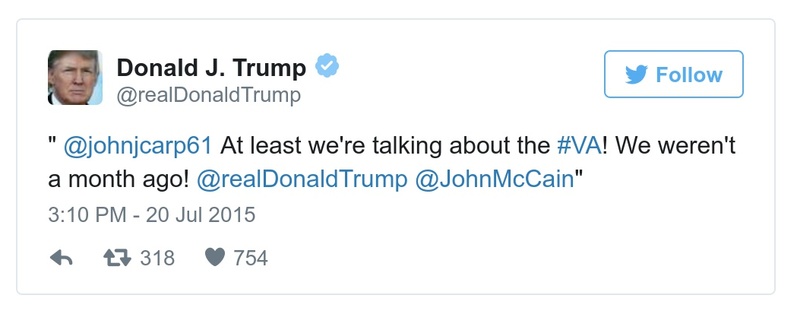 Donald J. Trump
@realDonaldTrump
Follow
" @johnjcarp61 At least we're talking about the #VA! We weren't
a month ago! @realDonaldTrump @JohnMcCain"
3:10 PM - 20 Jul 2015
318 754